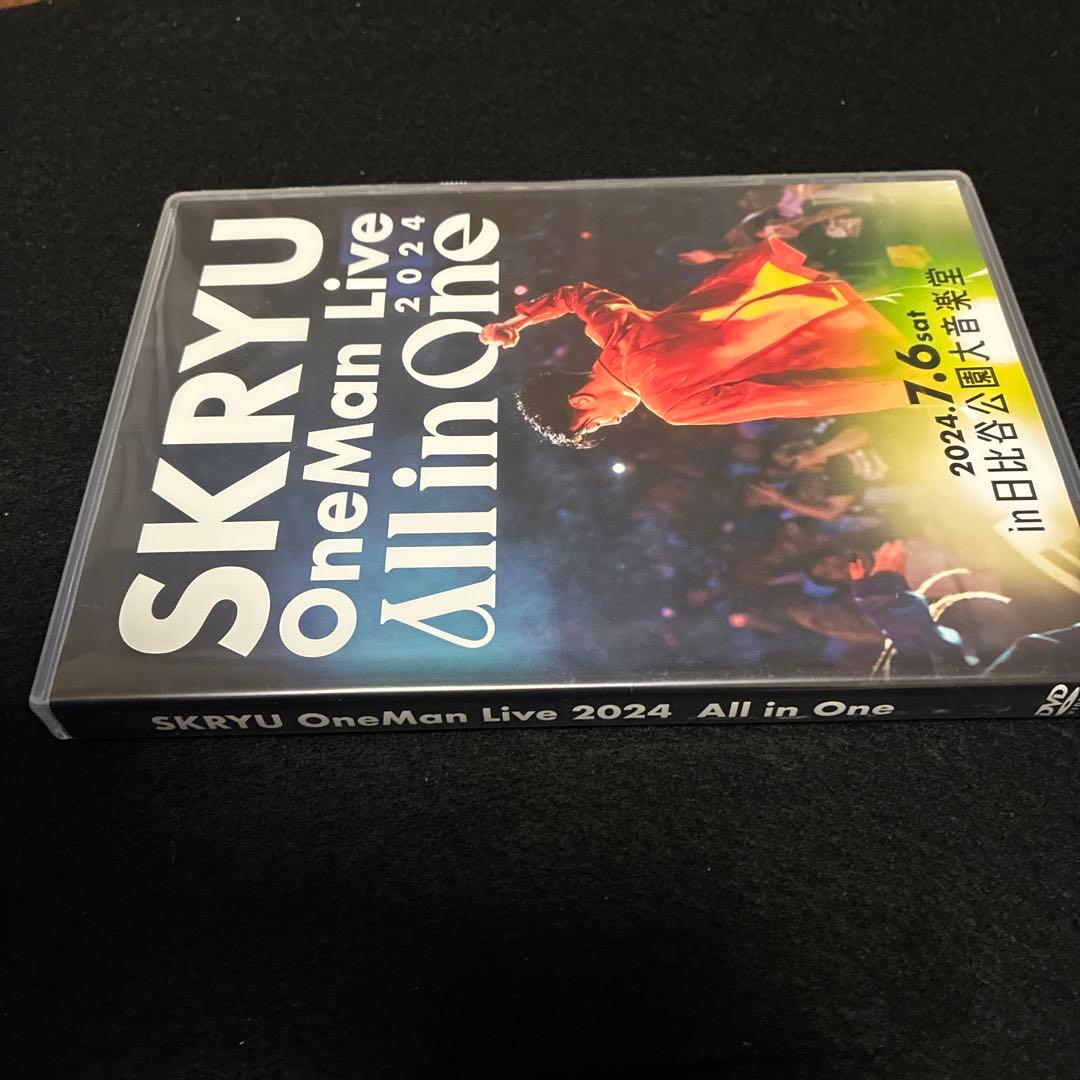 SKRYU
OneMan Live
2024
All in One
2024.7.6sat
in日比谷公園大音楽堂
SKRYU OneMan Live 2024 All in One
DVD